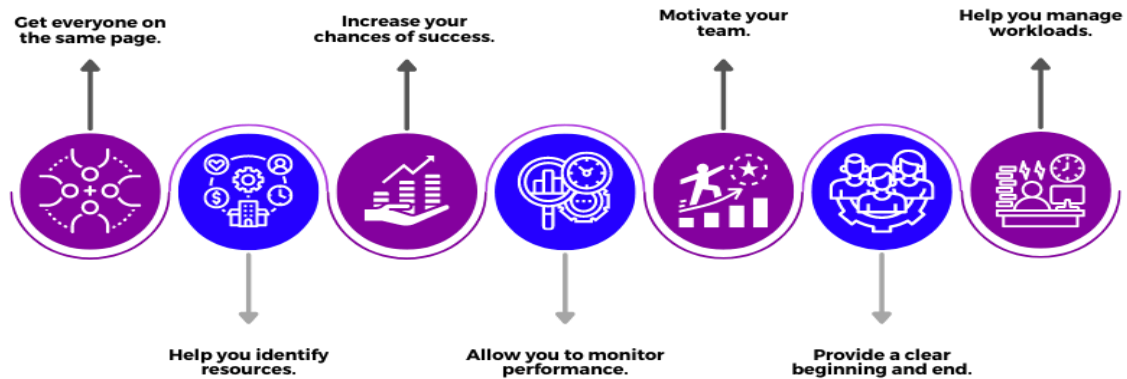 Get everyone on
the same page.
Help you identify
resources.
Increase your
chances of success.
Allow you to monitor
performance.
Motivate your
team.
Provide a clear
beginning and end.
Help you manage
workloads.